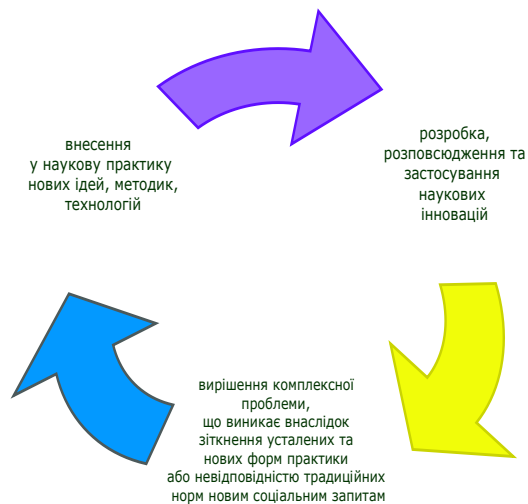 внесення
у наукову практику
нових ідей, методик,
технологій
розробка,
розповсюдження та
застосування
наукових
інновацій
вирішення комплексної
проблеми,
що виникає внаслідок
зіткнення усталених та
нових форм практики
або невідповідністю традиційних
норм новим соціальним запитам